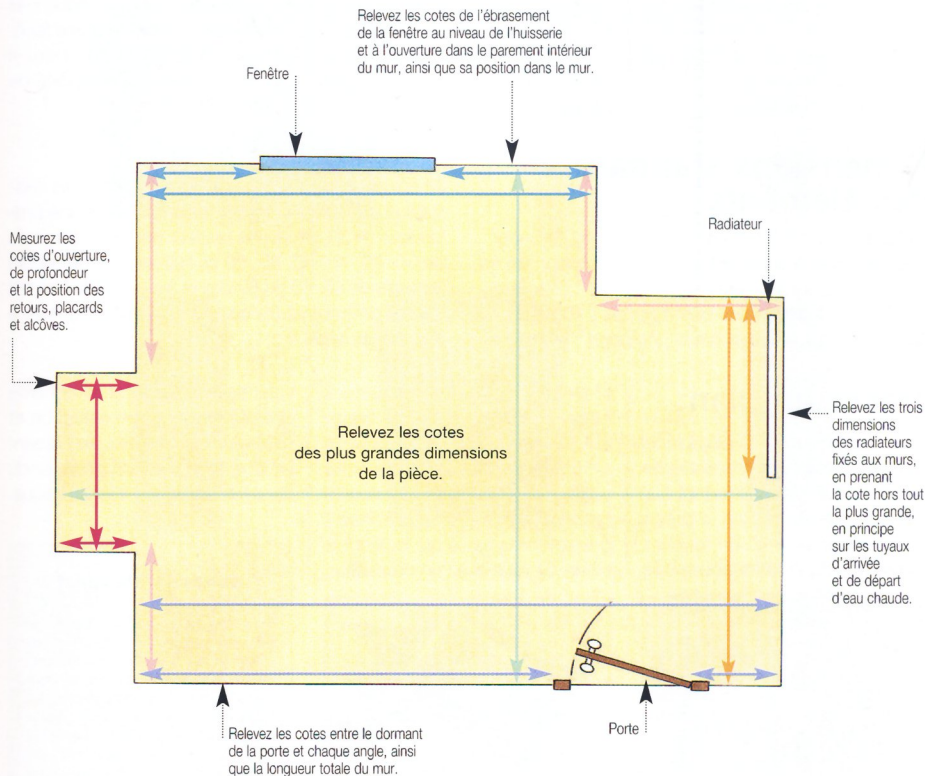 Relevez les cotes de l'ébrasement
de la fenêtre au niveau de l'huisserie
et à l'ouverture dans le parement intérieur
du mur, ainsi que sa position dans le mur.
Fenêtre
Radiateur
Mesurez les
cotes d'ouverture,
de profondeur
et la position des
retours, placards
et alcôves.
Relevez les cotes
des plus grandes dimensions
de la pièce.
Relevez les trois
dimensions
des radiateurs
fixés aux murs,
en prenant
la cote hors tout
la plus grande,
en principe
sur les tuyaux
d'arrivée
et de départ
d'eau chaude.
Relevez les cotes entre le dormant
de la porte et chaque angle, ainsi
que la longueur totale du mur.
Porte